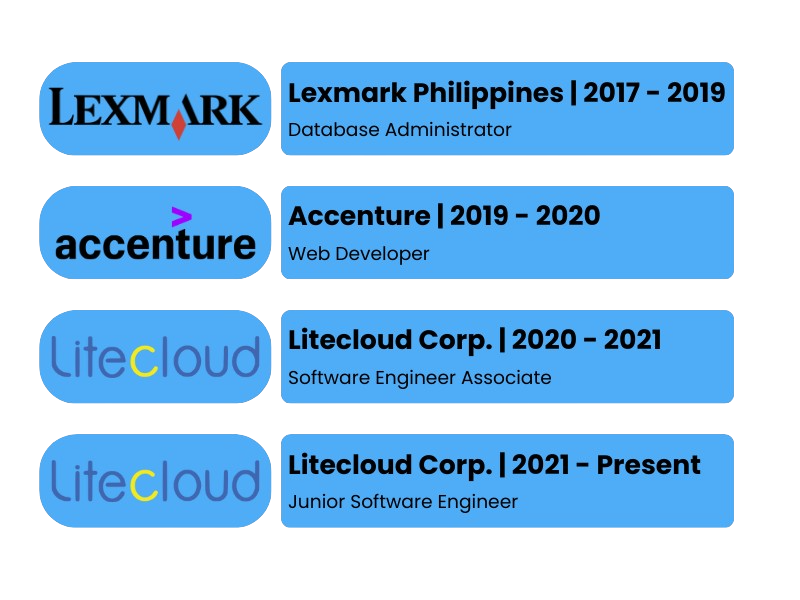 LEXMARK
Lexmark Philippines | 2017 - 2019
Database Administrator
accenture
>
Accenture | 2019 - 2020
Web Developer
Litecloud
Litecloud Corp. | 2020 - 2021
Software Engineer Associate
Litecloud
Litecloud Corp. | 2021 - Present
Junior Software Engineer